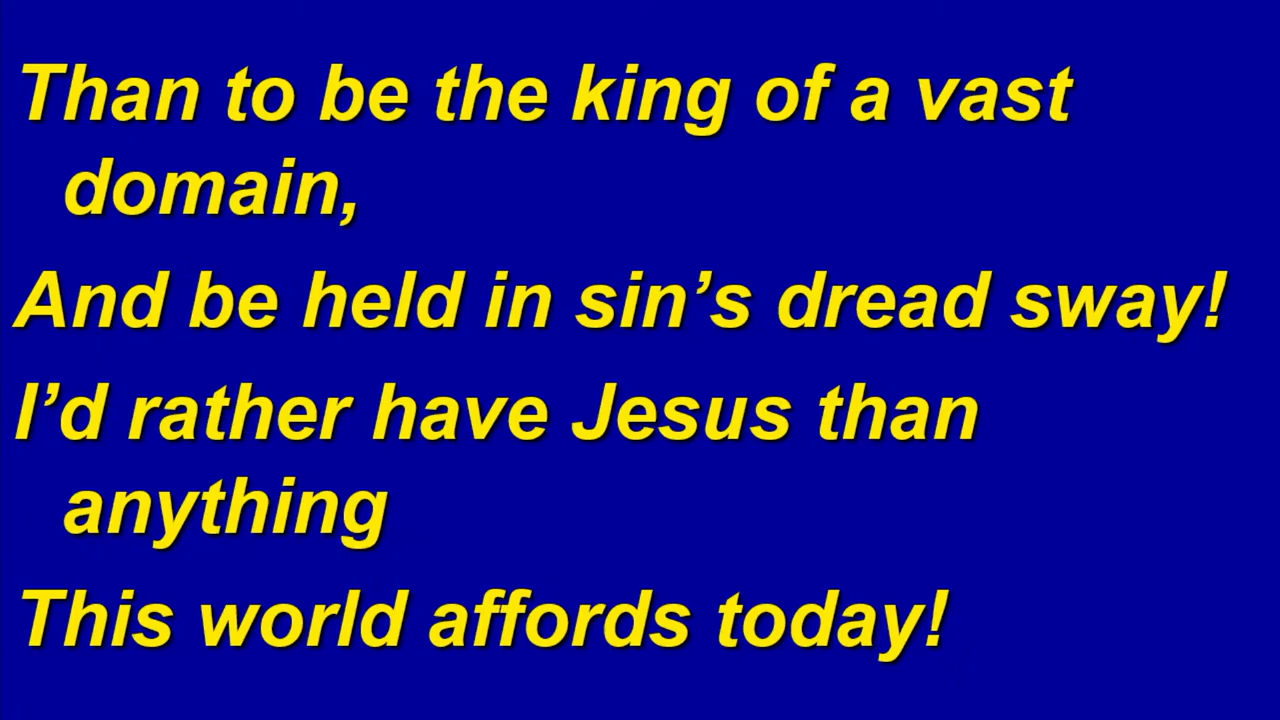 Than to be the king of a vast
domain,
And be held in sin’s dread sway!
I’d rather have Jesus than
anything
This world affords today!